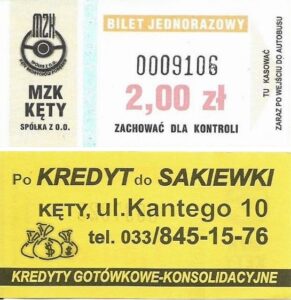 MZK
SPÓŁKA Z O.O.
MZK
KĘTY
SPÓŁKA Z O.O.
BILET JEDNORAZOWY
0009106
2,00 zł
ZACHOWAĆ DLA KONTROLI
TU KASOWAĆ
ZARAZ PO WEJŚCIU DO AUTOBUSU
Po KREDYT do SAKIEWKI
KĘTY, ul.Kantego 10
tel. 033/845-15-76
KREDYTY GOTÓWKOWE-KONSOLIDACYJNE